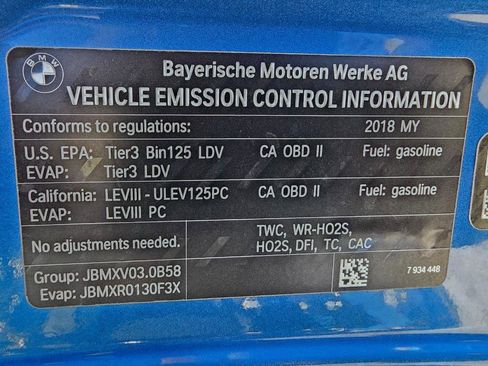 BMW
Bayerische Motoren Werke AG
VEHICLE EMISSION CONTROL INFORMATION
Conforms to regulations: 2018 MY
U.S. EPA: Tier3 Bin125 LDV CA OBD II Fuel: gasoline
EVAP: Tier3 LDV
California: LEVIII - ULEV125PC CA OBD II Fuel: gasoline
EVAP: LEVIII PC
No adjustments needed.
TWC, WR-HO2S,
HO2S, DFI, TC, CAC
Group: JBMXV03.0B58
Evap: JBMXR0130F3X
7 934 448